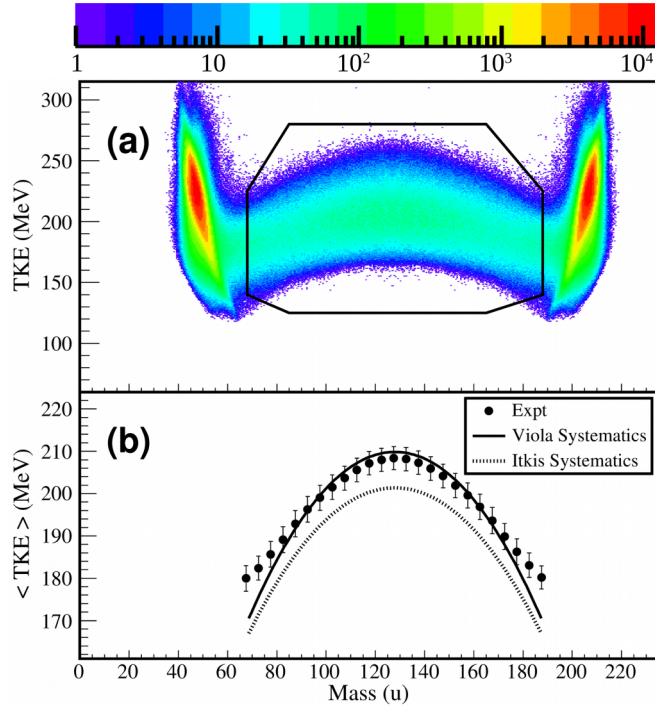 1 10 10² 10³ 10⁴
(a)
TKE (MeV)
300
250
200
150
100
(b)
< TKE > (MeV)
210
200
190
180
170
Expt
Viola Systematics
Itkis Systematics
0 20 40 60 80 100 120 140 160 180 200 220
Mass (u)